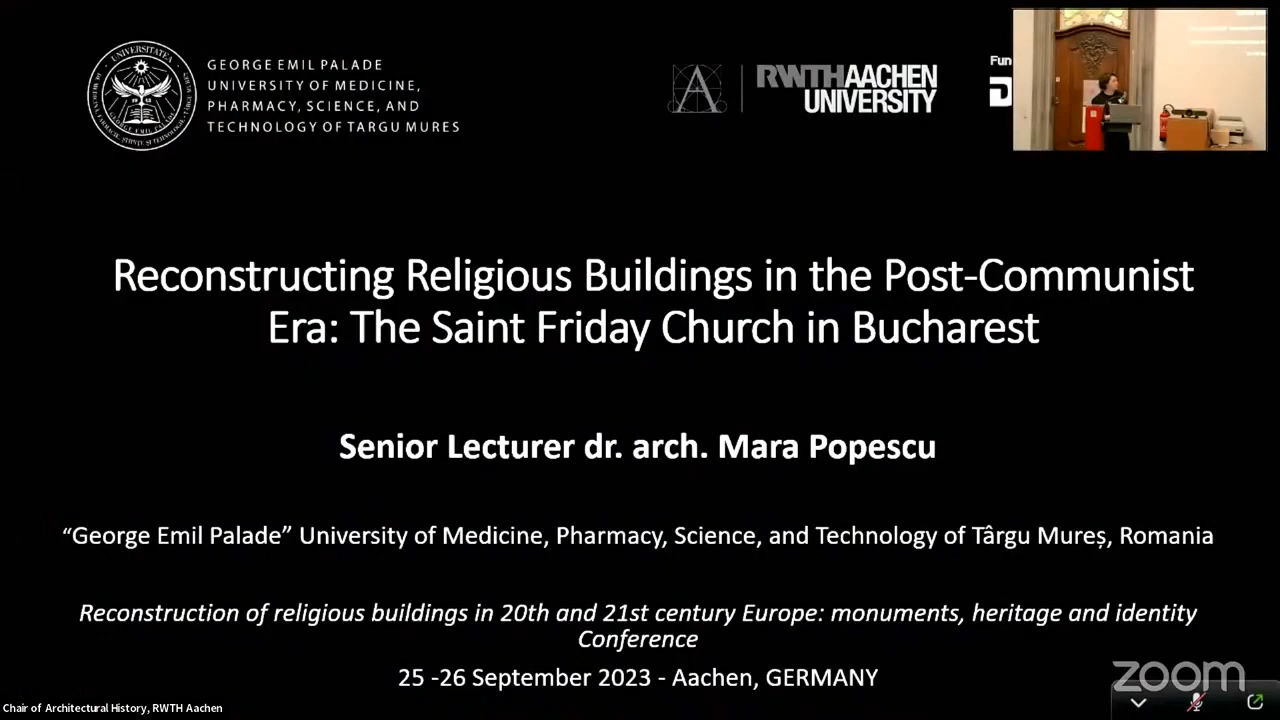 GEORGE EMIL PALADE
UNIVERSITY OF MEDICINE,
PHARMACY, SCIENCE, AND
TECHNOLOGY OF TARGU MURES
A
RWTHAACHEN
UNIVERSITY
Reconstructing Religious Buildings in the Post-Communist
Era: The Saint Friday Church in Bucharest
Senior Lecturer dr. arch. Mara Popescu
“George Emil Palade” University of Medicine, Pharmacy, Science, and Technology of Târgu Mureș, Romania
Reconstruction of religious buildings in 20th and 21st century Europe: monuments, heritage and identity
Conference
25 -26 September 2023 - Aachen, GERMANY
zoom
Chair of Architectural History, RWTH Aachen